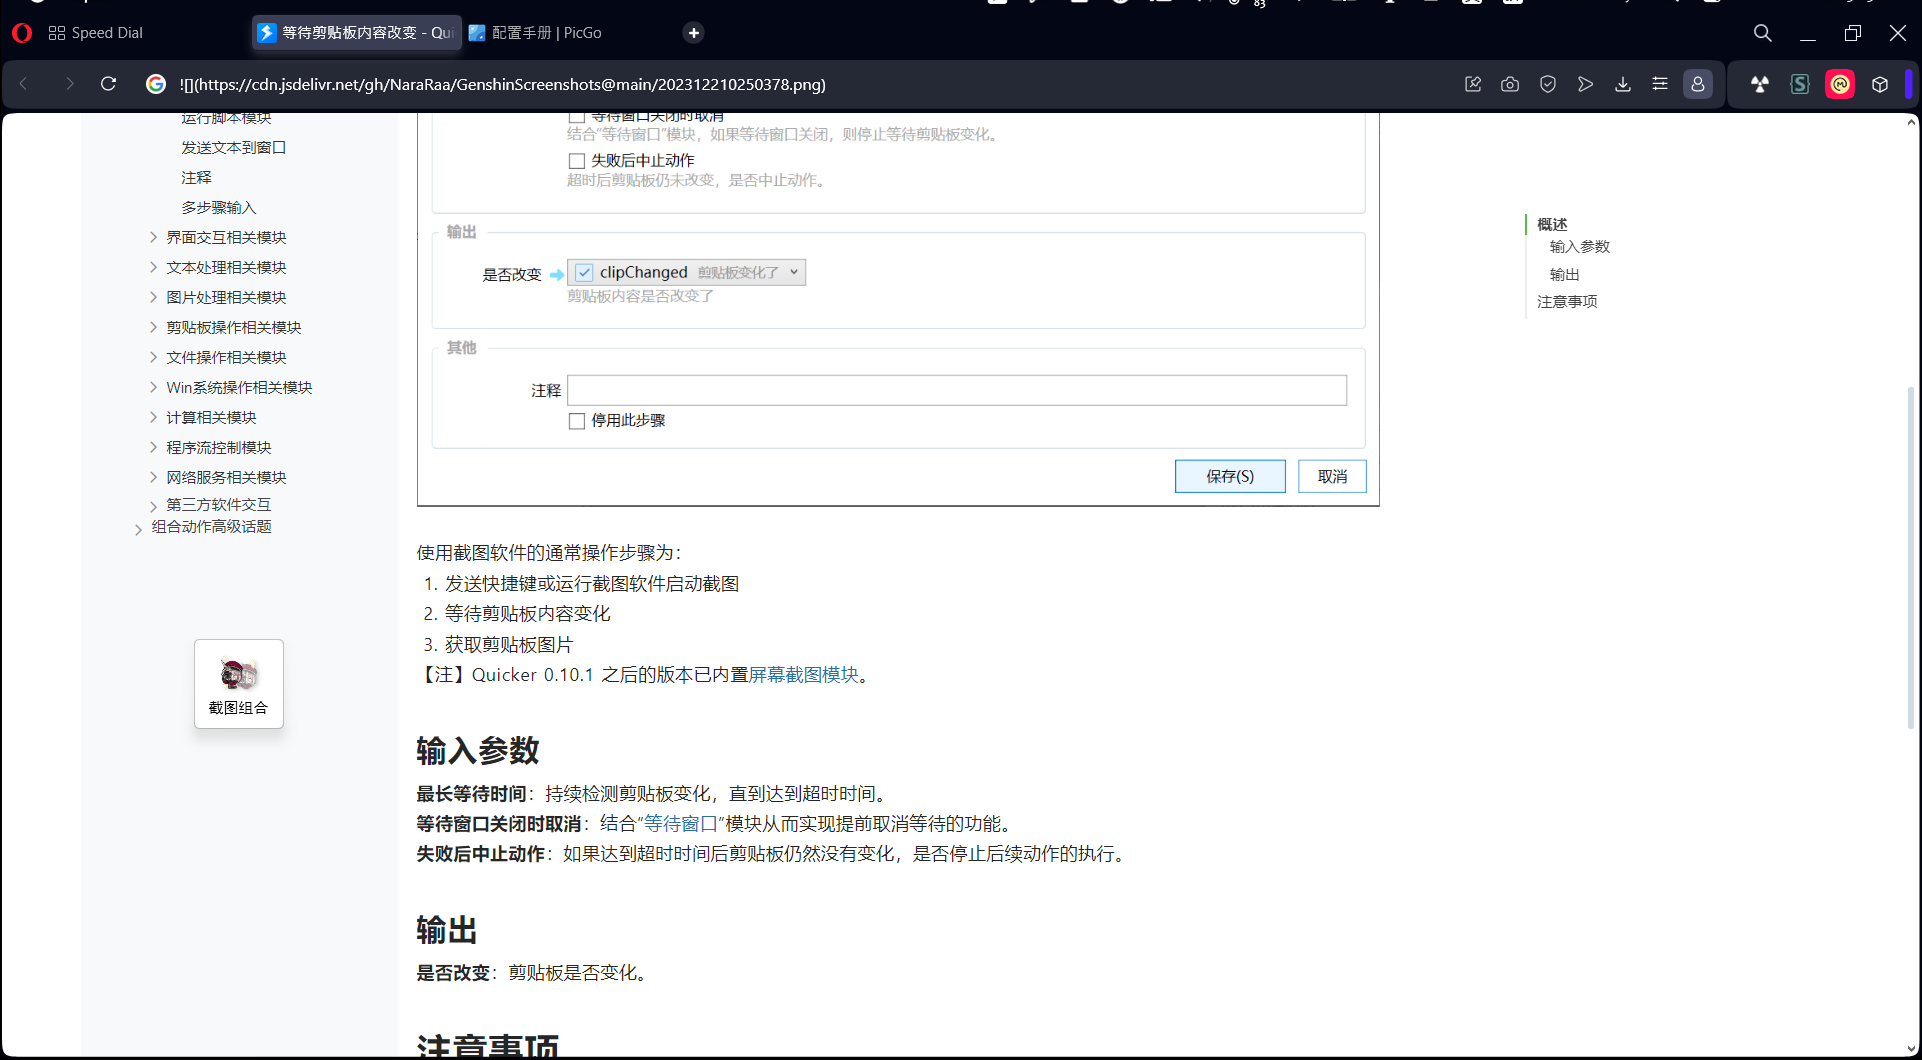 Speed Dial
等待剪贴板内容改变 - Qui
配置手册 | PicGo
![](https://cdn.jsdelivr.net/gh/NaraRaa/GenshinScreenshots@main/202312210250378.png)
运行脚本模块
发送文本到窗口
注释
多步骤输入
界面交互相关模块
文本处理相关模块
图片处理相关模块
剪贴板操作相关模块
文件操作相关模块
Win系统操作相关模块
计算相关模块
程序流控制模块
网络服务相关模块
第三方软件交互
组合动作高级话题
截图组合
等待窗口关闭时取消
结合“等待窗口”模块，如果等待窗口关闭，则停止等待剪贴板变化。
失败后中止动作
超时后剪贴板仍未改变，是否中止动作。
输出
是否改变 clipChanged 剪贴板变化了
剪贴板内容是否改变了
其他
注释
停用此步骤
保存(S) 取消
使用截图软件的通常操作步骤为：
1. 发送快捷键或运行截图软件启动截图
2. 等待剪贴板内容变化
3. 获取剪贴板图片
【注】Quicker 0.10.1 之后的版本已内置屏幕截图模块。
输入参数
最长等待时间：持续检测剪贴板变化，直到达到超时时间。
等待窗口关闭时取消：结合“等待窗口”模块从而实现提前取消等待的功能。
失败后中止动作：如果达到超时时间后剪贴板仍然没有变化，是否停止后续动作的执行。
输出
是否改变：剪贴板是否变化。
注意事项
概述
输入参数
输出
注意事项
83